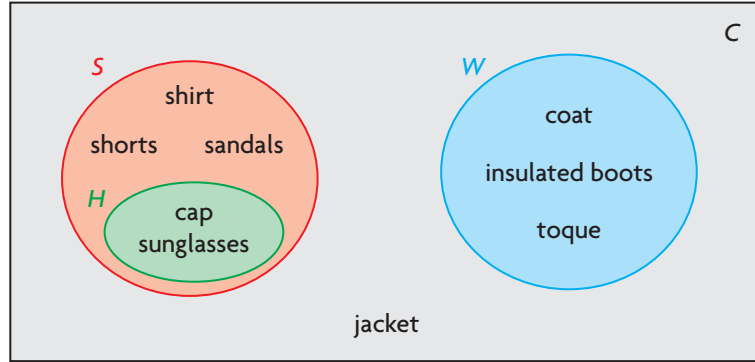 C
S
W
shirt
coat
shorts sandals
insulated boots
H
cap
sunglasses
toque
jacket